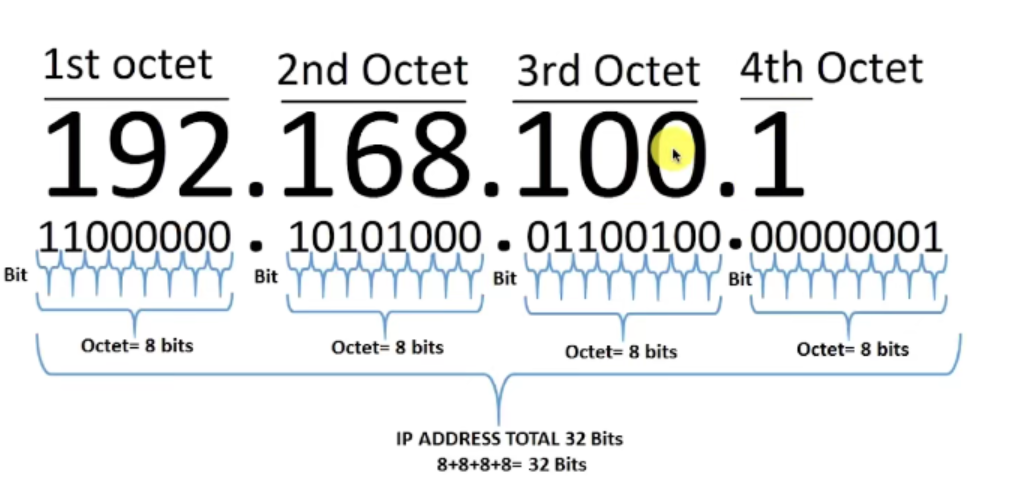 1st octet 2nd Octet 3rd Octet 4th Octet
192.168.100.1
11000000 . 10101000 . 01100100 . 00000001
Bit Bit Bit Bit
Octet= 8 bits Octet= 8 bits Octet= 8 bits Octet= 8 bits
IP ADDRESS TOTAL 32 Bits
8+8+8+8= 32 Bits